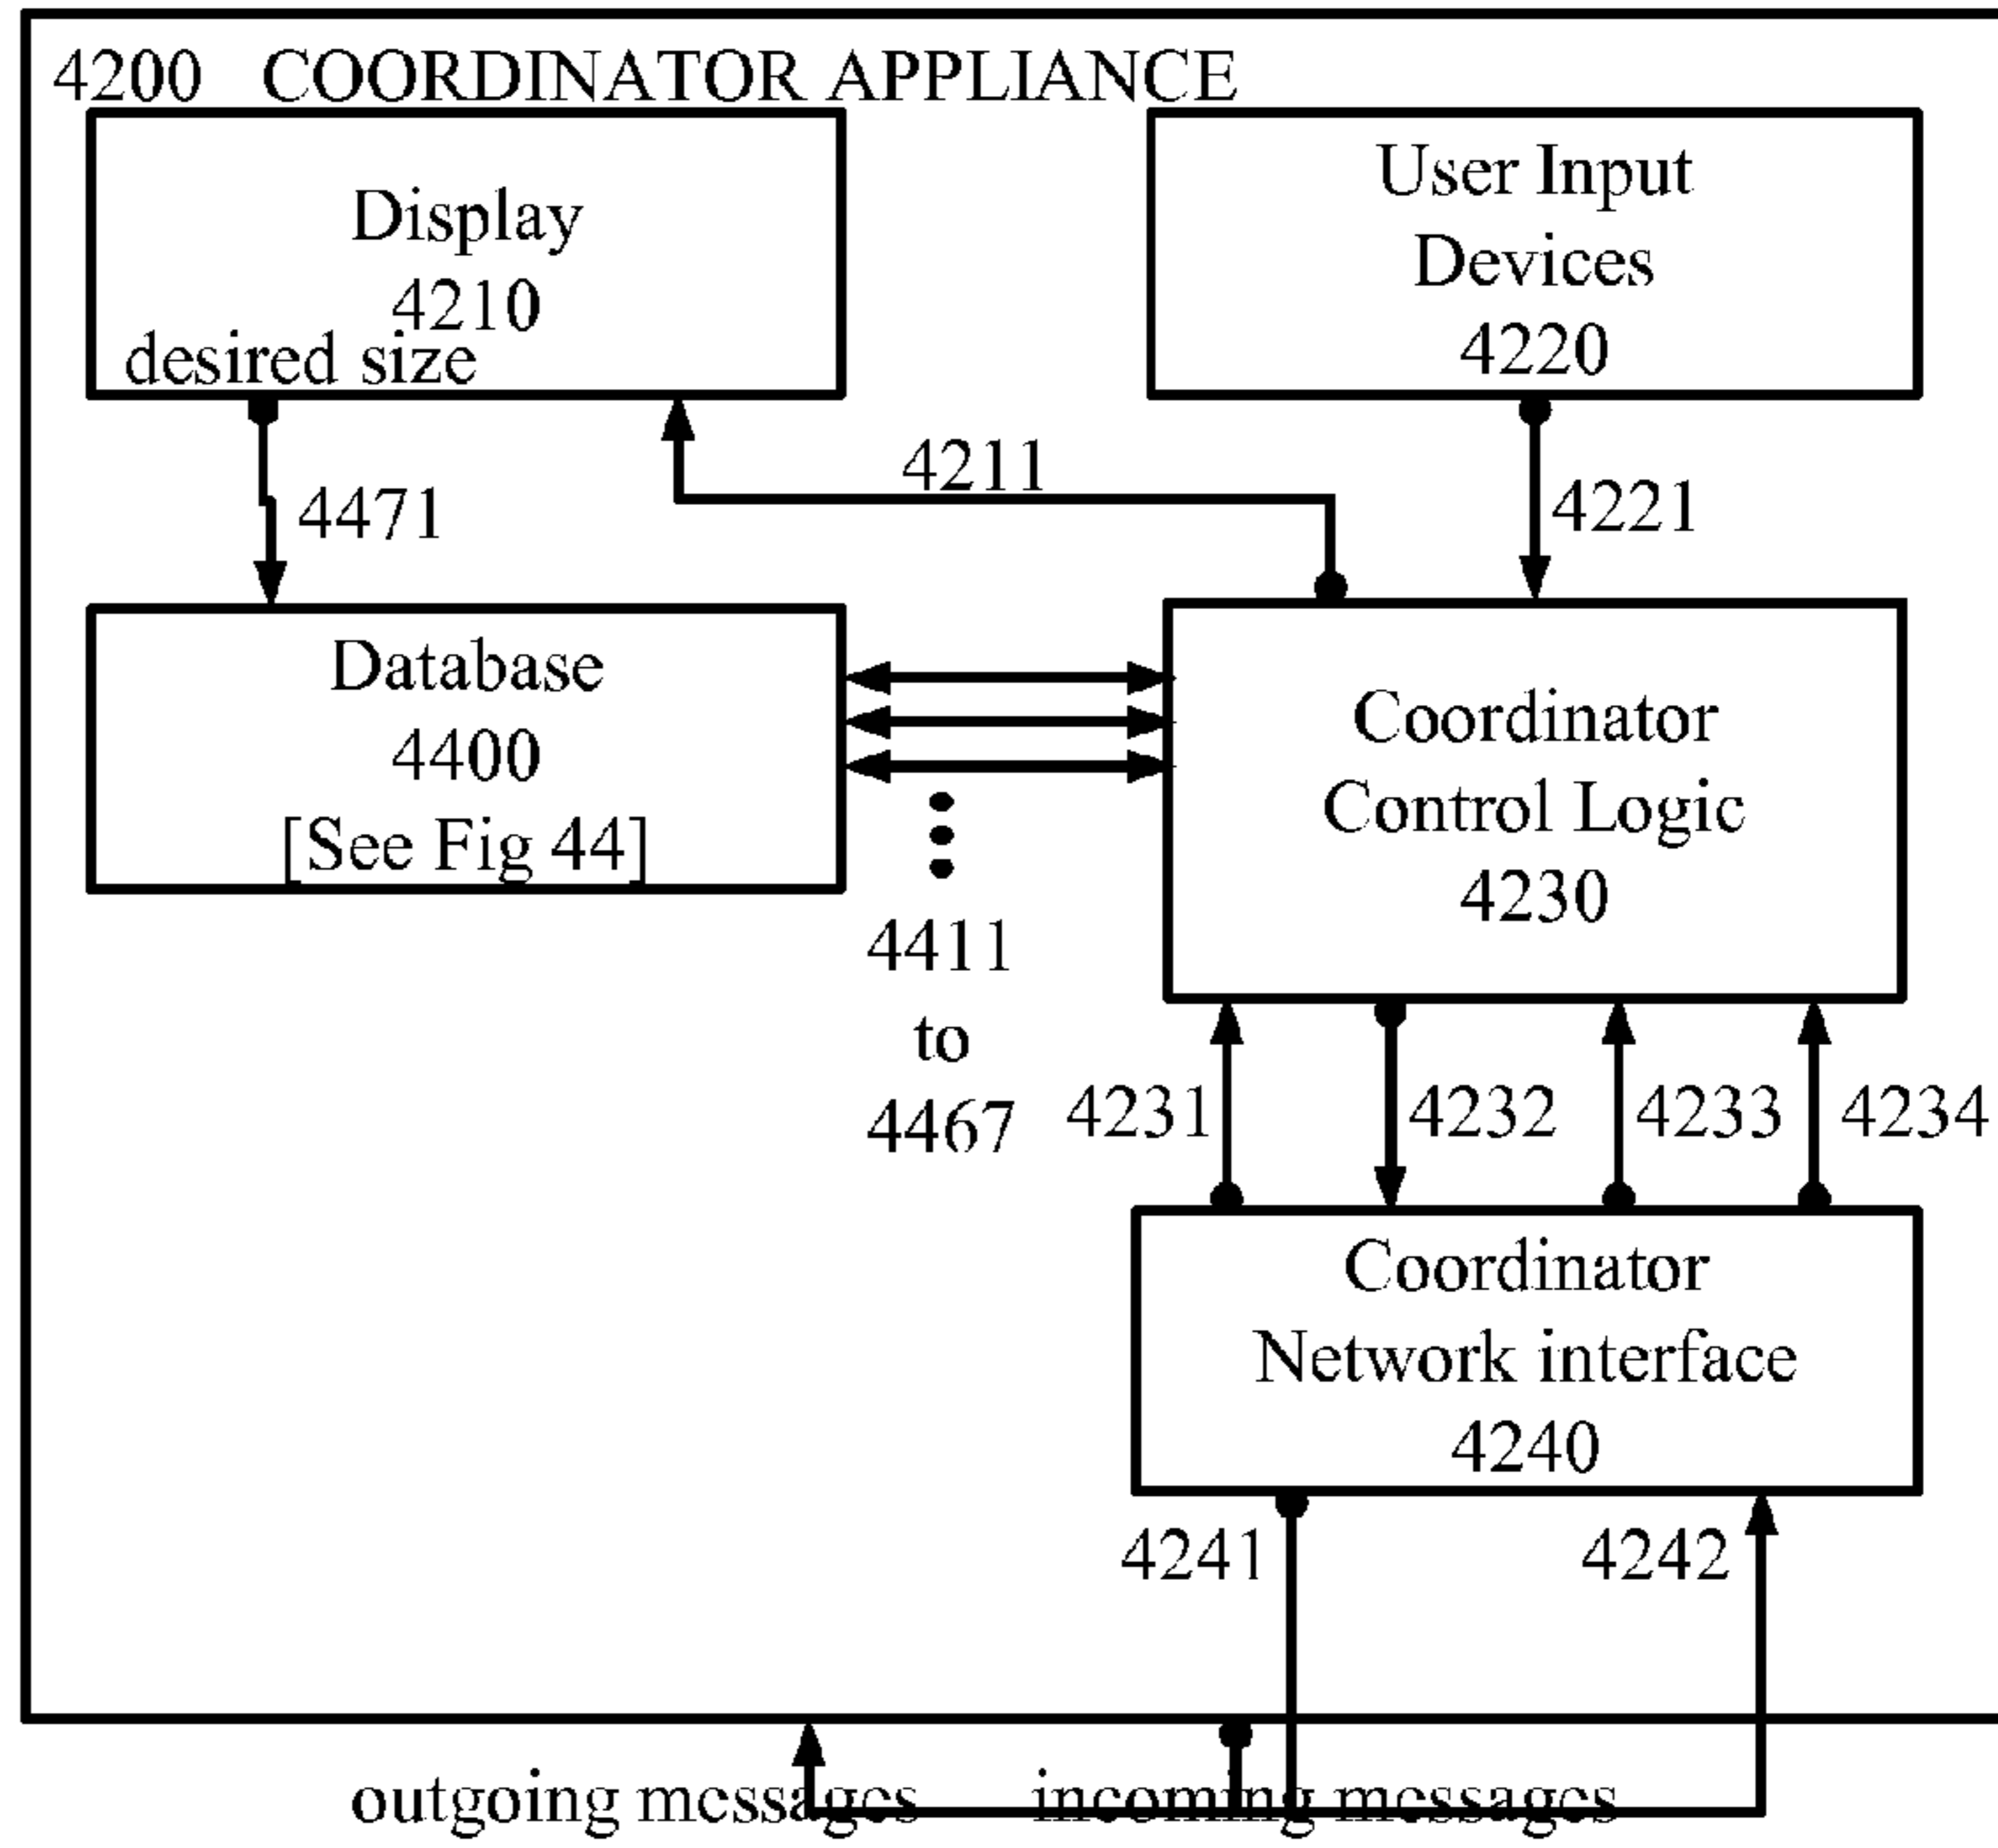 4200 COORDINATOR APPLIANCE
Display
4210
desired size
User Input
Devices
4220
4471
4211
4221
Database
4400
[See Fig 44]
Coordinator
Control Logic
4230
4411
to
4467
4231
4232
4233
4234
Coordinator
Network interface
4240
4241
4242
outgoing messages
incoming messages